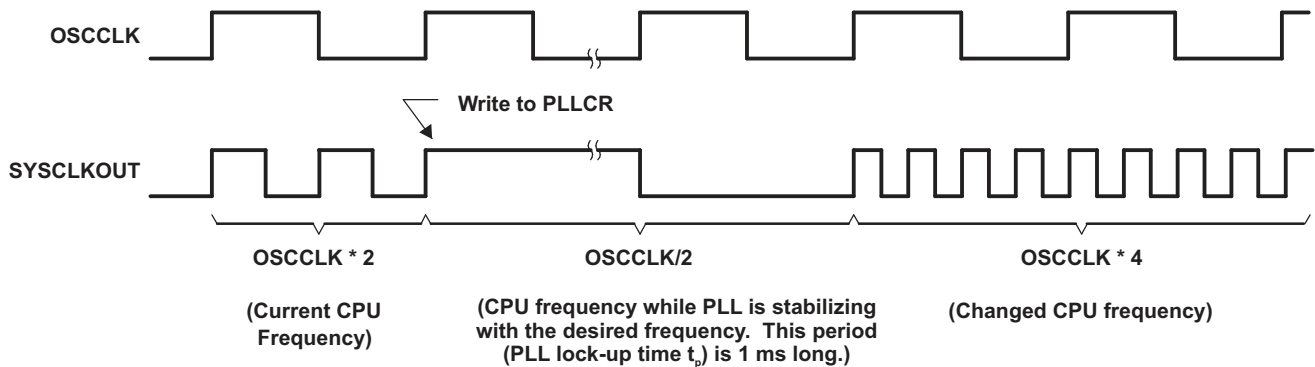 OSCCLK
Write to PLLCR
SYSCLKOUT
OSCCLK * 2
(Current CPU
Frequency)
OSCCLK/2
(CPU frequency while PLL is stabilizing
with the desired frequency. This period
(PLL lock-up time tp) is 1 ms long.)
OSCCLK * 4
(Changed CPU frequency)